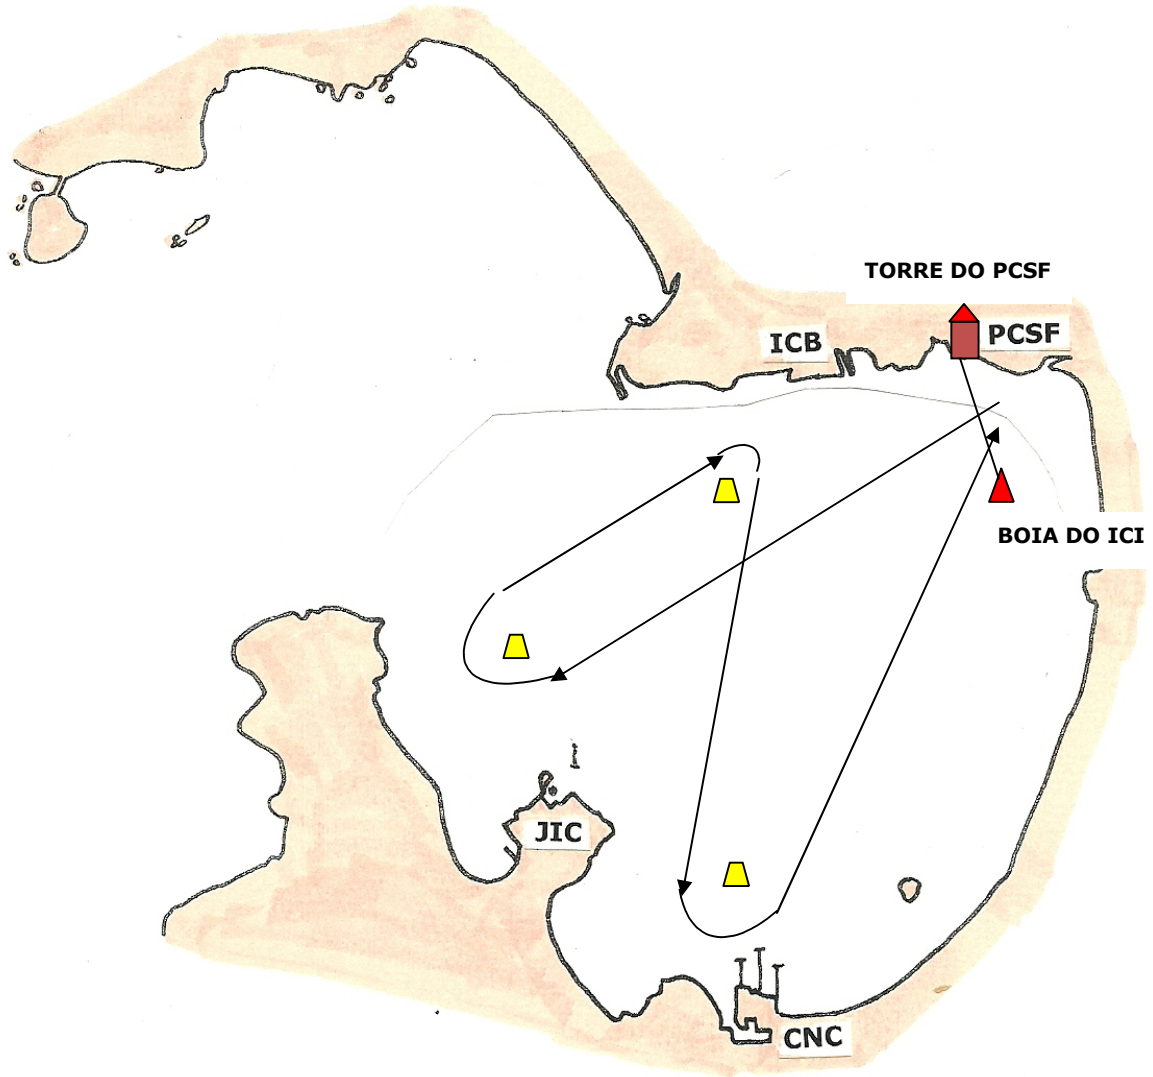 TORRE DO PCSF
ICB
PCSF
BOIA DO ICI
JIC
CNC